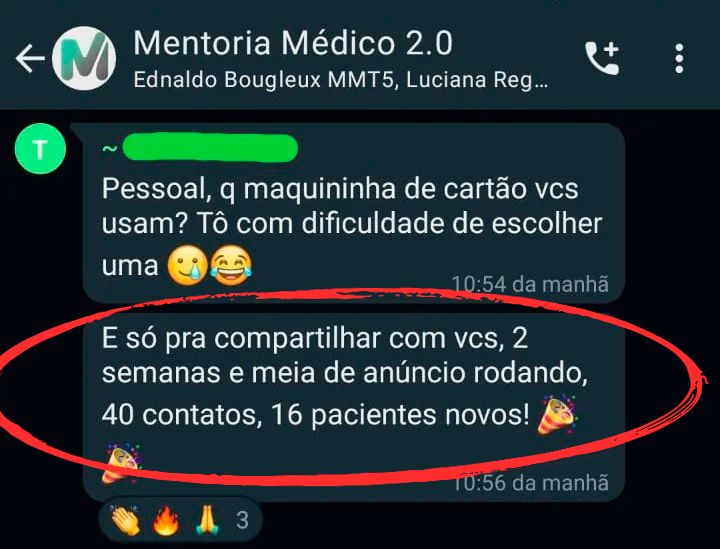 Mentoria Médico 2.0
Ednaldo Bougleux MMT5, Luciana Reg...
T
~
Pessoal, q maquininha de cartão vcs
usam? Tô com dificuldade de escolher
uma 🥲😂
10:54 da manhã
E só pra compartilhar com vcs, 2
semanas e meia de anúncio rodando,
40 contatos, 16 pacientes novos! 🎉
🎉
10:56 da manhã
👏🔥🙏 3